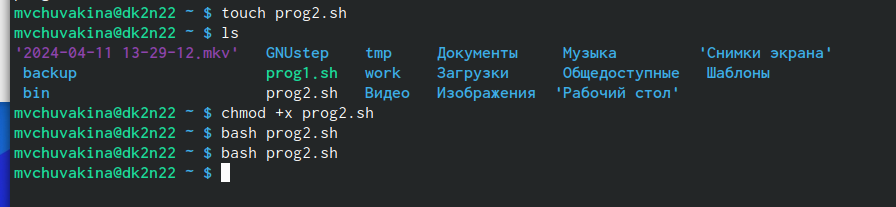 mvchuvakina@dk2n22 ~ $ touch prog2.sh
mvchuvakina@dk2n22 ~ $ ls
'2024-04-11 13-29-12.mkv' GNUstep tmp Документы Музыка 'Снимки экрана'
backup prog1.sh work Загрузки Общедоступные Шаблоны
bin prog2.sh Видео Изображения 'Рабочий стол'
mvchuvakina@dk2n22 ~ $ chmod +x prog2.sh
mvchuvakina@dk2n22 ~ $ bash prog2.sh
mvchuvakina@dk2n22 ~ $ bash prog2.sh
mvchuvakina@dk2n22 ~ $